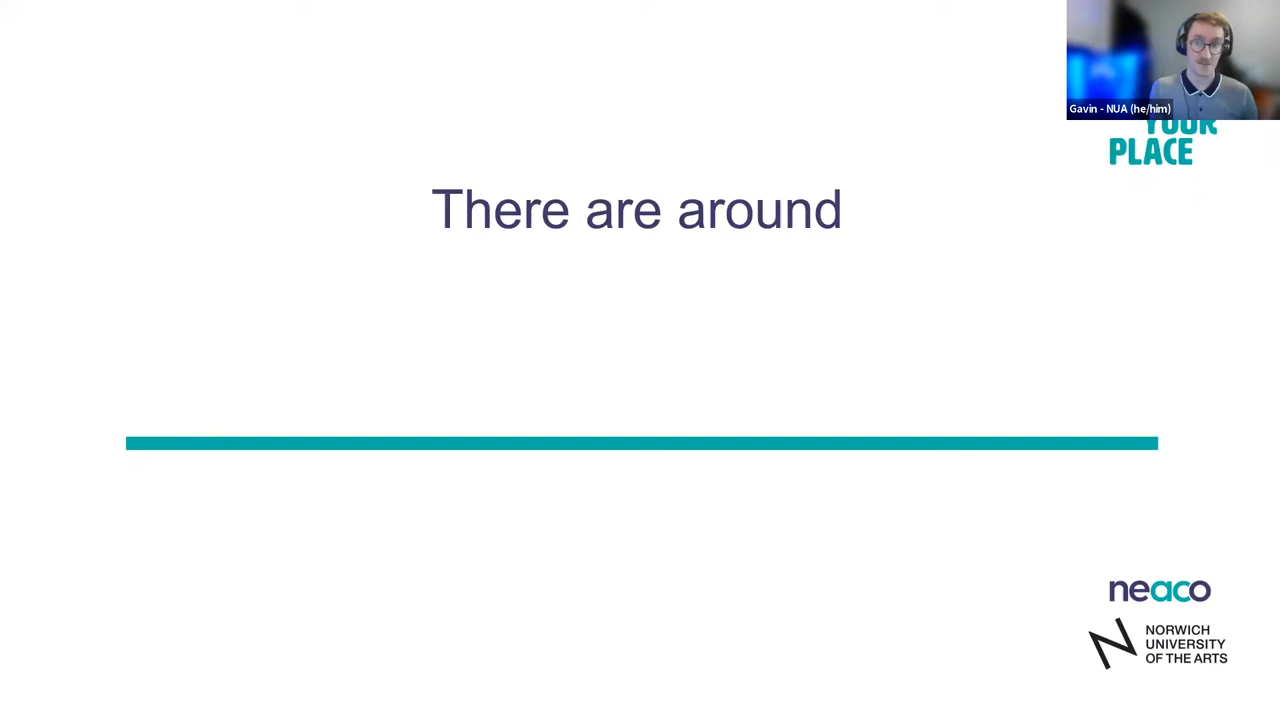 Gavin - NUA (he/him)
YOUR
PLACE
There are around
neaco
NORWICH
UNIVERSITY
OF THE ARTS